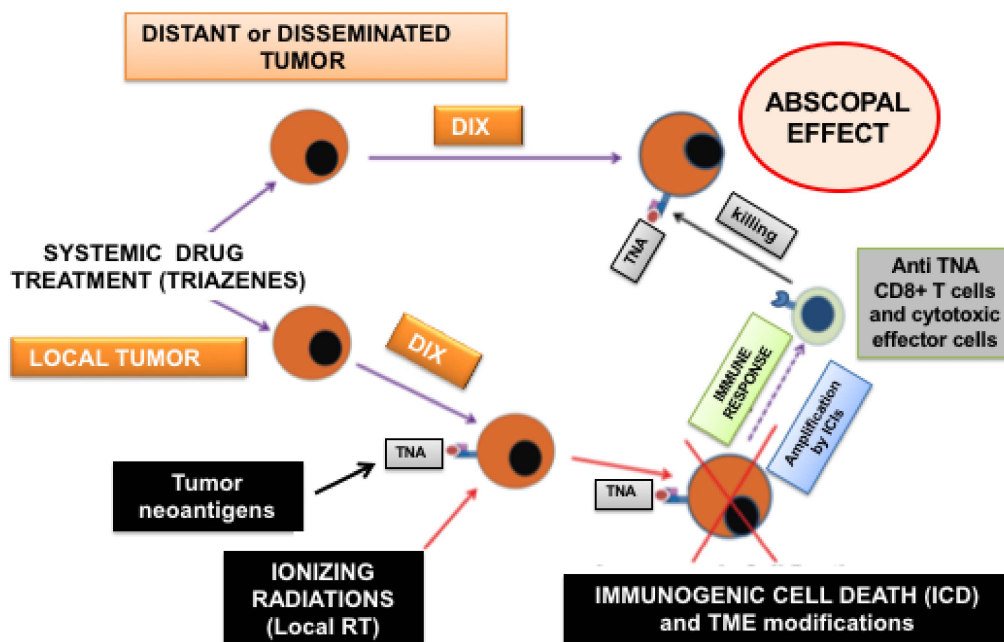 DISTANT or DISSEMINATED
TUMOR
ABSCOPAL
EFFECT
DIX
TNA
killing
SYSTEMIC DRUG
TREATMENT (TRIAZENES)
Anti TNA
CD8+ T cells
and cytotoxic
effector cells
LOCAL TUMOR
DIX
IMMUNE
RESPONSE
Amplification
by ICIs
TNA
TNA
Tumor
neoantigens
IONIZING
RADIATIONS
(Local RT)
IMMUNOGENIC CELL DEATH (ICD)
and TME modifications